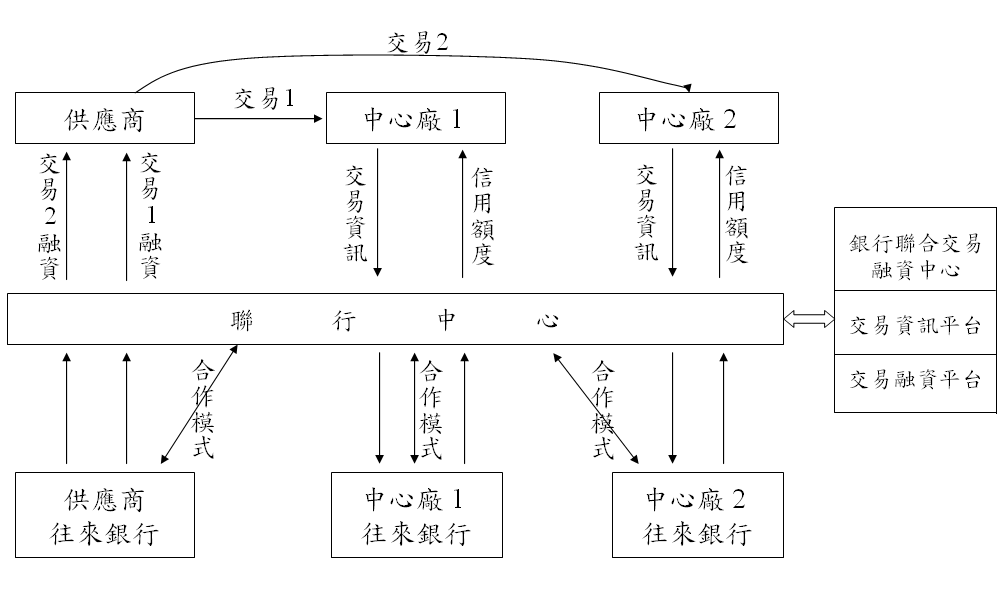 交易2
供應商
交易1
中心廠 1
中心廠 2
交易2融資
交易1融資
交易資訊
信用額度
交易資訊
信用額度
銀行聯合交易
融資中心
交易資訊平台
交易融資平台
聯行中心
合作模式
合作模式
合作模式
供應商
往來銀行
中心廠 1
往來銀行
中心廠 2
往來銀行